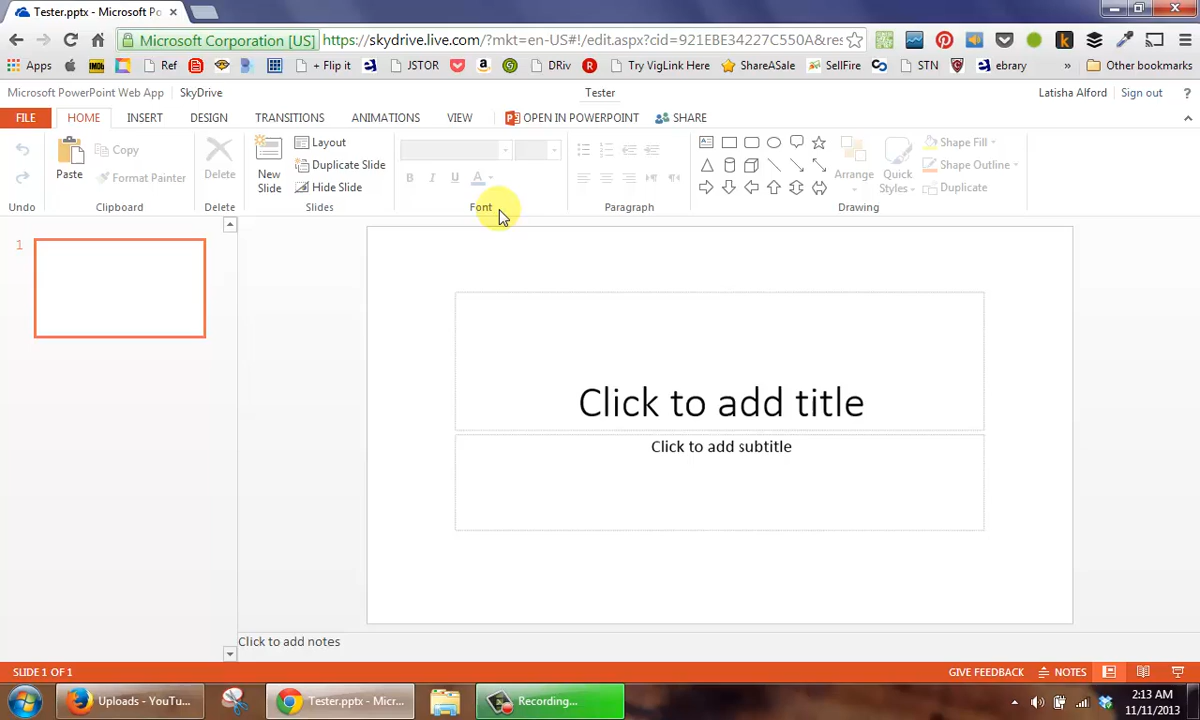 Tester.pptx - Microsoft Po
Microsoft Corporation [US] https://skydrive.live.com/?mkt=en-US#!/edit.aspx?cid=921EBE34227C550A&res
Apps Ref + Flip it JSTOR DRiv Try VigLink Here ShareASale SellFire STN ebrary » Other bookmarks
Microsoft PowerPoint Web App SkyDrive Tester Latisha Alford Sign out ?
FILE HOME INSERT DESIGN TRANSITIONS ANIMATIONS VIEW OPEN IN POWERPOINT SHARE
Paste Copy Format Painter Delete New Slide Layout Duplicate Slide Hide Slide B I U A Arrange Quick Styles Shape Fill Shape Outline Duplicate
Undo Clipboard Delete Slides Font Paragraph Drawing
1
Click to add title
Click to add subtitle
Click to add notes
SLIDE 1 OF 1 GIVE FEEDBACK NOTES
Uploads - YouTu... Tester.pptx - Micr... Recording... 2:13 AM
11/11/2013